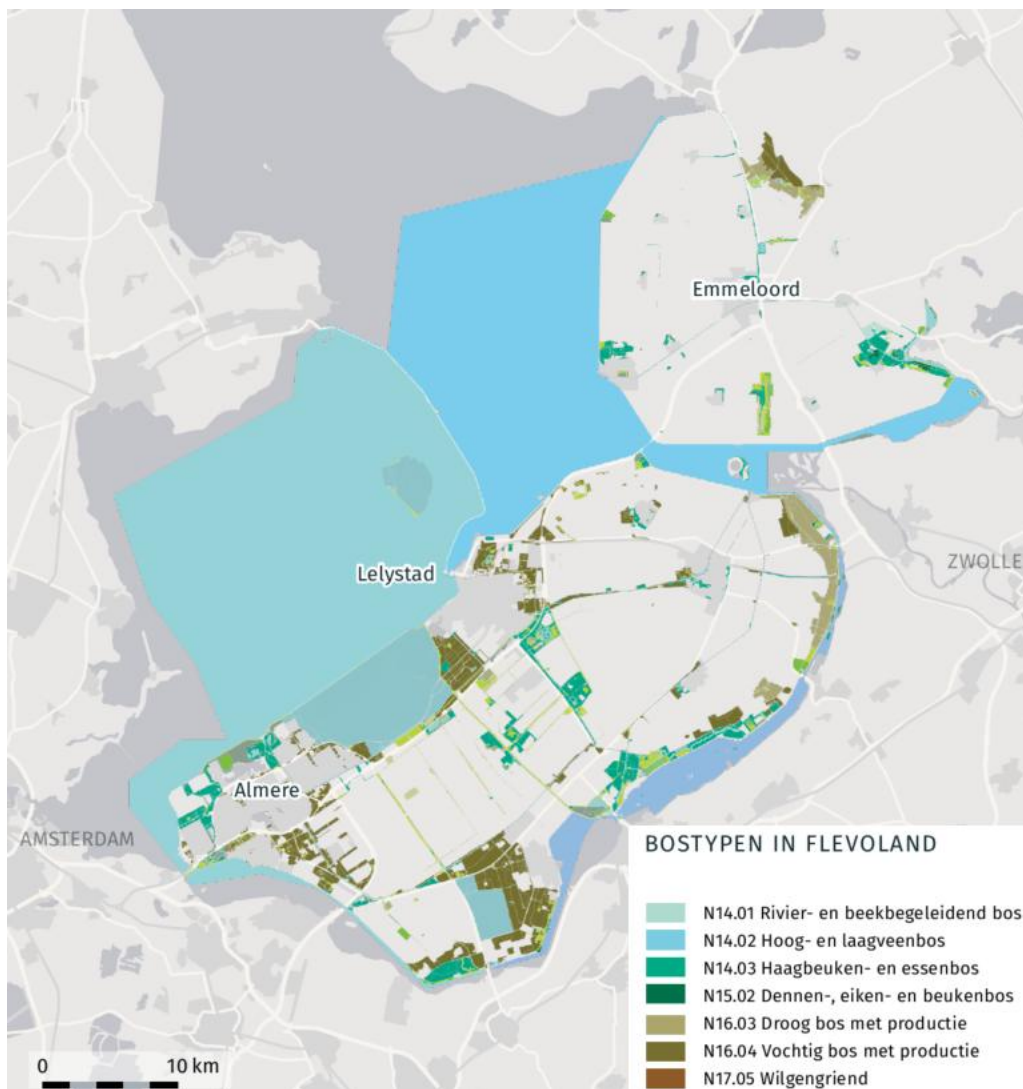 Emmeloord
ZWOLLE
Lelystad
Almere
AMSTERDAM
BOSTYPEN IN FLEVOLAND
N14.01 Rivier- en beekbegeleidend bos
N14.02 Hoog- en laagveenbos
N14.03 Haagbeuken- en essenbos
N15.02 Dennen-, eiken- en beukenbos
N16.03 Droog bos met productie
N16.04 Vochtig bos met productie
N17.05 Wilgengriend
0 10 km